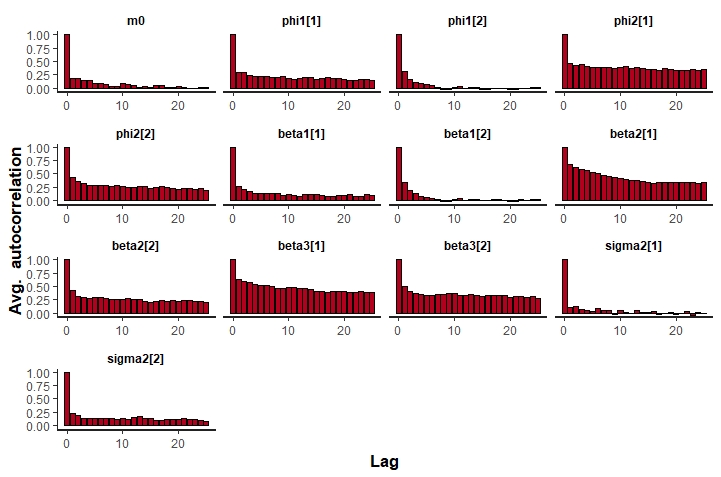 m0 phi1[1] phi1[2] phi2[1]
1.00
0.75
0.50
0.25
0.00
0 10 20 0 10 20 0 10 20 0 10 20
phi2[2] beta1[1] beta1[2] beta2[1]
1.00
0.75
0.50
0.25
0.00
0 10 20 0 10 20 0 10 20 0 10 20
beta2[2] beta3[1] beta3[2] sigma2[1]
1.00
0.75
0.50
0.25
0.00
0 10 20 0 10 20 0 10 20 0 10 20
sigma2[2]
1.00
0.75
0.50
0.25
0.00
0 10 20
Avg. autocorrelation
Lag